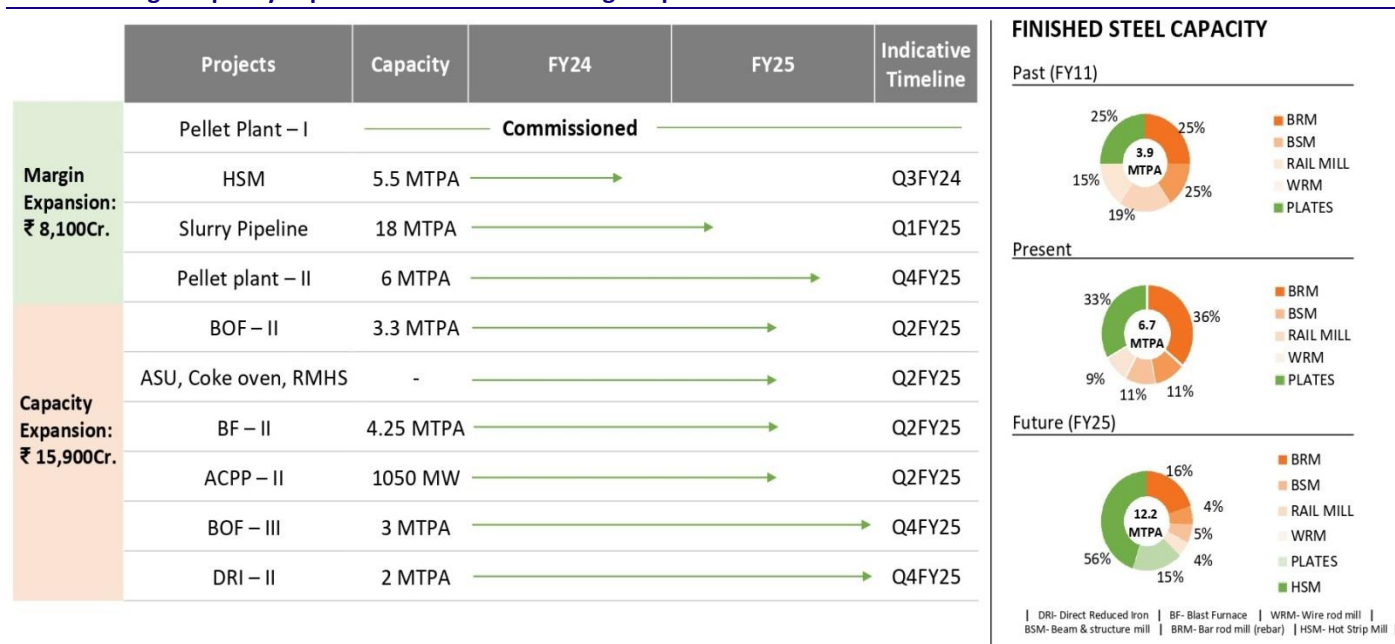 Projects Capacity FY24 FY25 Indicative Timeline
Margin Expansion: ₹ 8,100Cr.
Pellet Plant – I Commissioned
HSM 5.5 MTPA Q3FY24
Slurry Pipeline 18 MTPA Q1FY25
Pellet plant – II 6 MTPA Q4FY25
Capacity Expansion: ₹ 15,900Cr.
BOF – II 3.3 MTPA Q2FY25
ASU, Coke oven, RMHS - Q2FY25
BF – II 4.25 MTPA Q2FY25
ACPP – II 1050 MW Q2FY25
BOF – III 3 MTPA Q4FY25
DRI – II 2 MTPA Q4FY25
FINISHED STEEL CAPACITY
Past (FY11)
25% 25%
3.9
MTPA
15% 25%
19%
BRM
BSM
RAIL MILL
WRM
PLATES
Present
33% 36%
6.7
MTPA
9% 11% 11%
BRM
BSM
RAIL MILL
WRM
PLATES
Future (FY25)
16%
4%
12.2
MTPA
5%
56% 4%
15%
BRM
BSM
RAIL MILL
WRM
PLATES
HSM
| DRI- Direct Reduced Iron | BF- Blast Furnace | WRM- Wire rod mill |
BSM- Beam & structure mill | BRM- Bar rod mill (rebar) | HSM- Hot Strip Mill